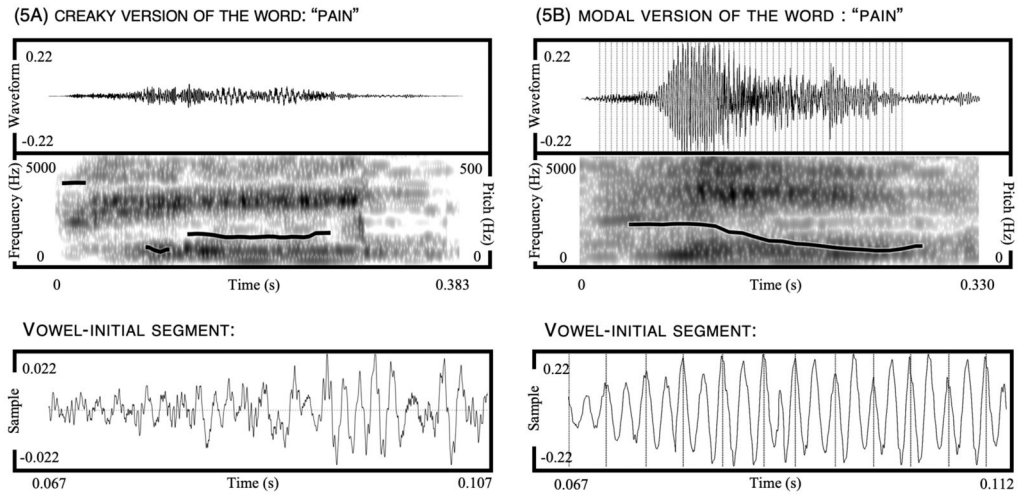 (5A) CREAKY VERSION OF THE WORD: “PAIN”
Waveform
0.22
-0.22
Frequency (Hz)
5000
0
500
0
Pitch (Hz)
0 Time (s) 0.383
VOWEL-INITIAL SEGMENT:
Sample
0.022
-0.022
0.067 Time (s) 0.107
(5B) MODAL VERSION OF THE WORD : “PAIN”
Waveform
0.22
-0.22
Frequency (Hz)
5000
0
500
0
Pitch (Hz)
0 Time (s) 0.330
VOWEL-INITIAL SEGMENT:
Sample
0.22
-0.22
0.067 Time (s) 0.112